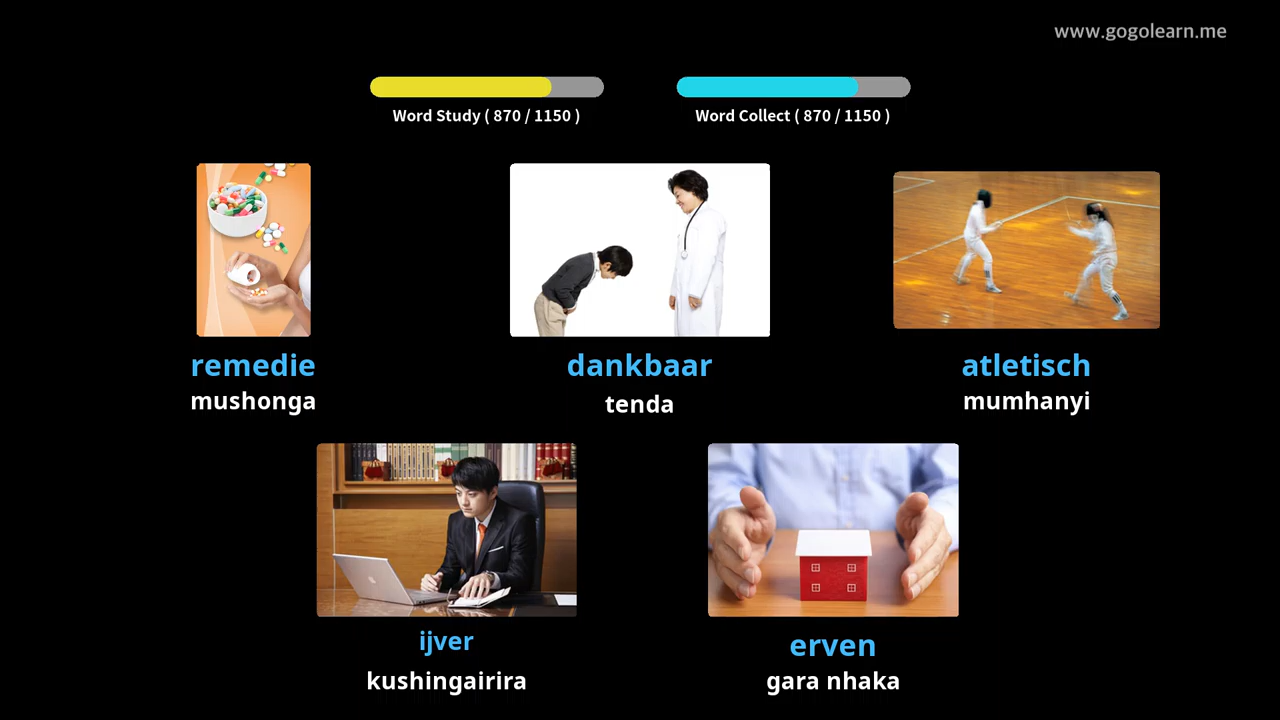 www.gogolearn.me
Word Study ( 870 / 1150 )
Word Collect ( 870 / 1150 )
remedie
mushonga
dankbaar
tenda
atletisch
mumhanyi
ijver
kushingairira
erven
gara nhaka